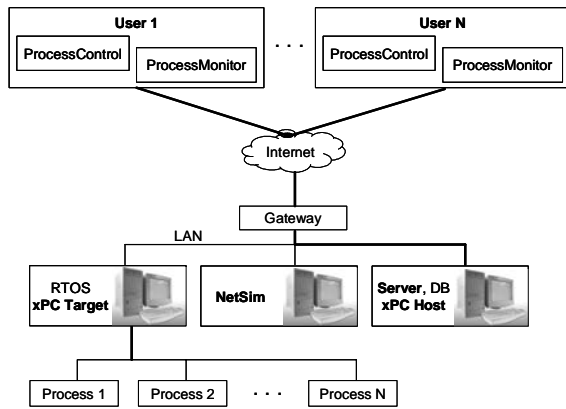 User 1
ProcessControl
ProcessMonitor
. . .
User N
ProcessControl
ProcessMonitor
Internet
Gateway
LAN
RTOS
xPC Target
NetSim
Server, DB
xPC Host
Process 1
Process 2
. . .
Process N